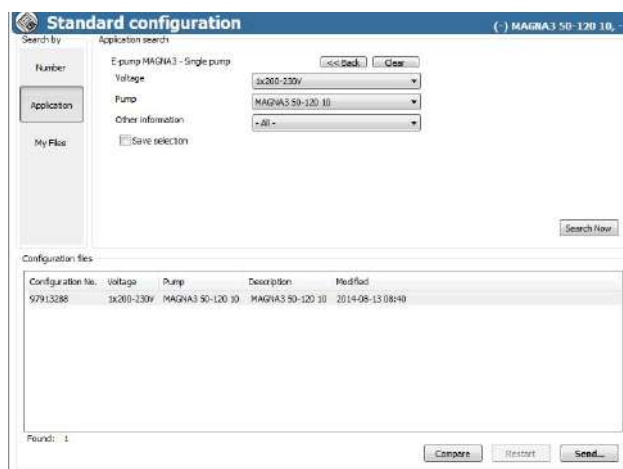 Standard configuration
(-) MAGNA3 50-120 10, -
Search by
Application search
Number
Application
My Files
E-pump MAGNA3 - Single pump
<< Back
Clear
Voltage
1x200-230V
Pump
MAGNA3 50-120 10
Other information
- All -
Save selection
Search Now
Configuration files
Configuration No. Voltage Pump Description Modified
97913288 1x200-230V MAGNA3 50-120 10 MAGNA3 50-120 10 2014-08-13 08:40
Found: 1
Compare
Restart
Send...